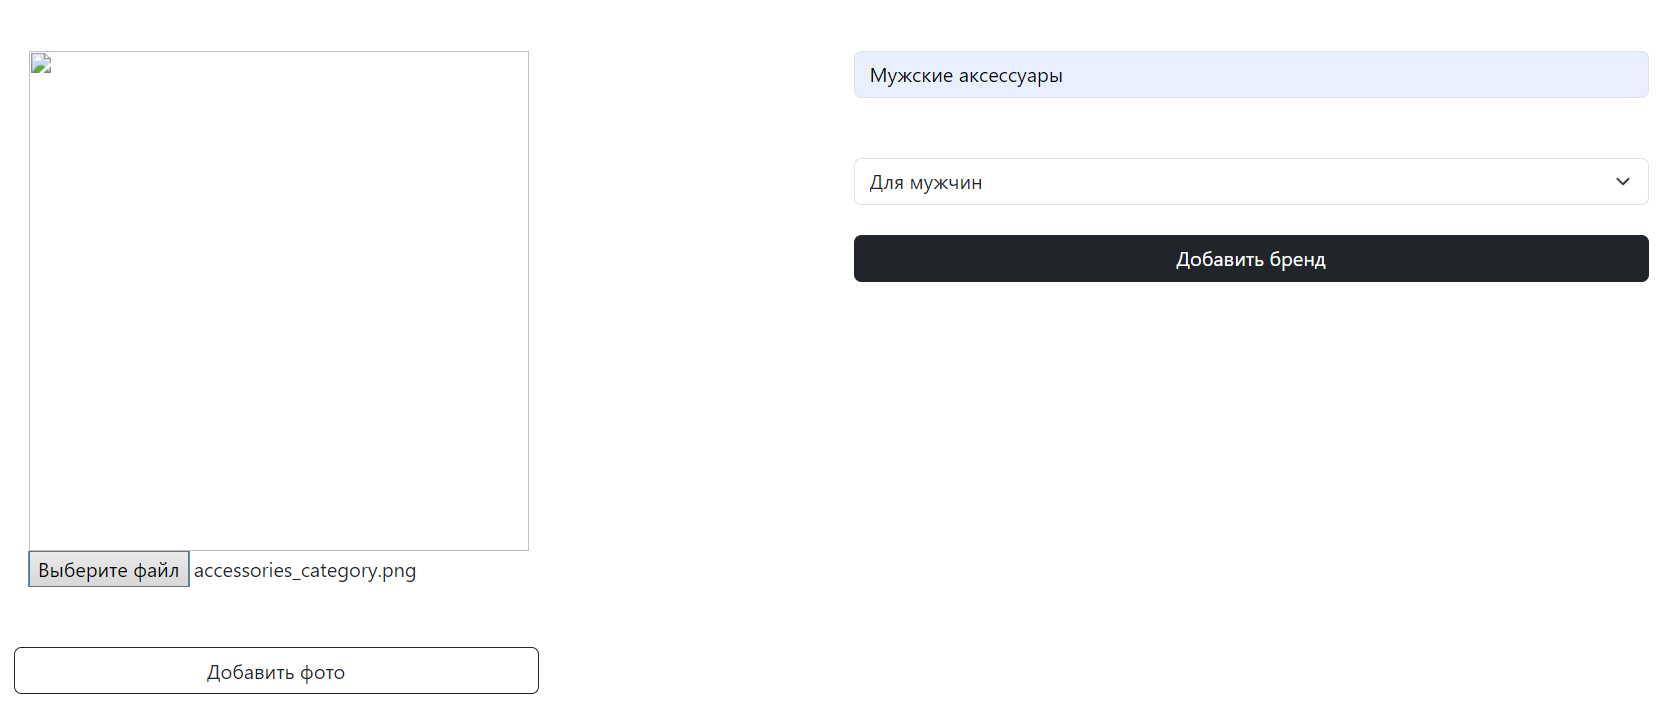 Мужские аксессуары
Для мужчин
Добавить бренд
Выберите файл accessories_category.png
Добавить фото